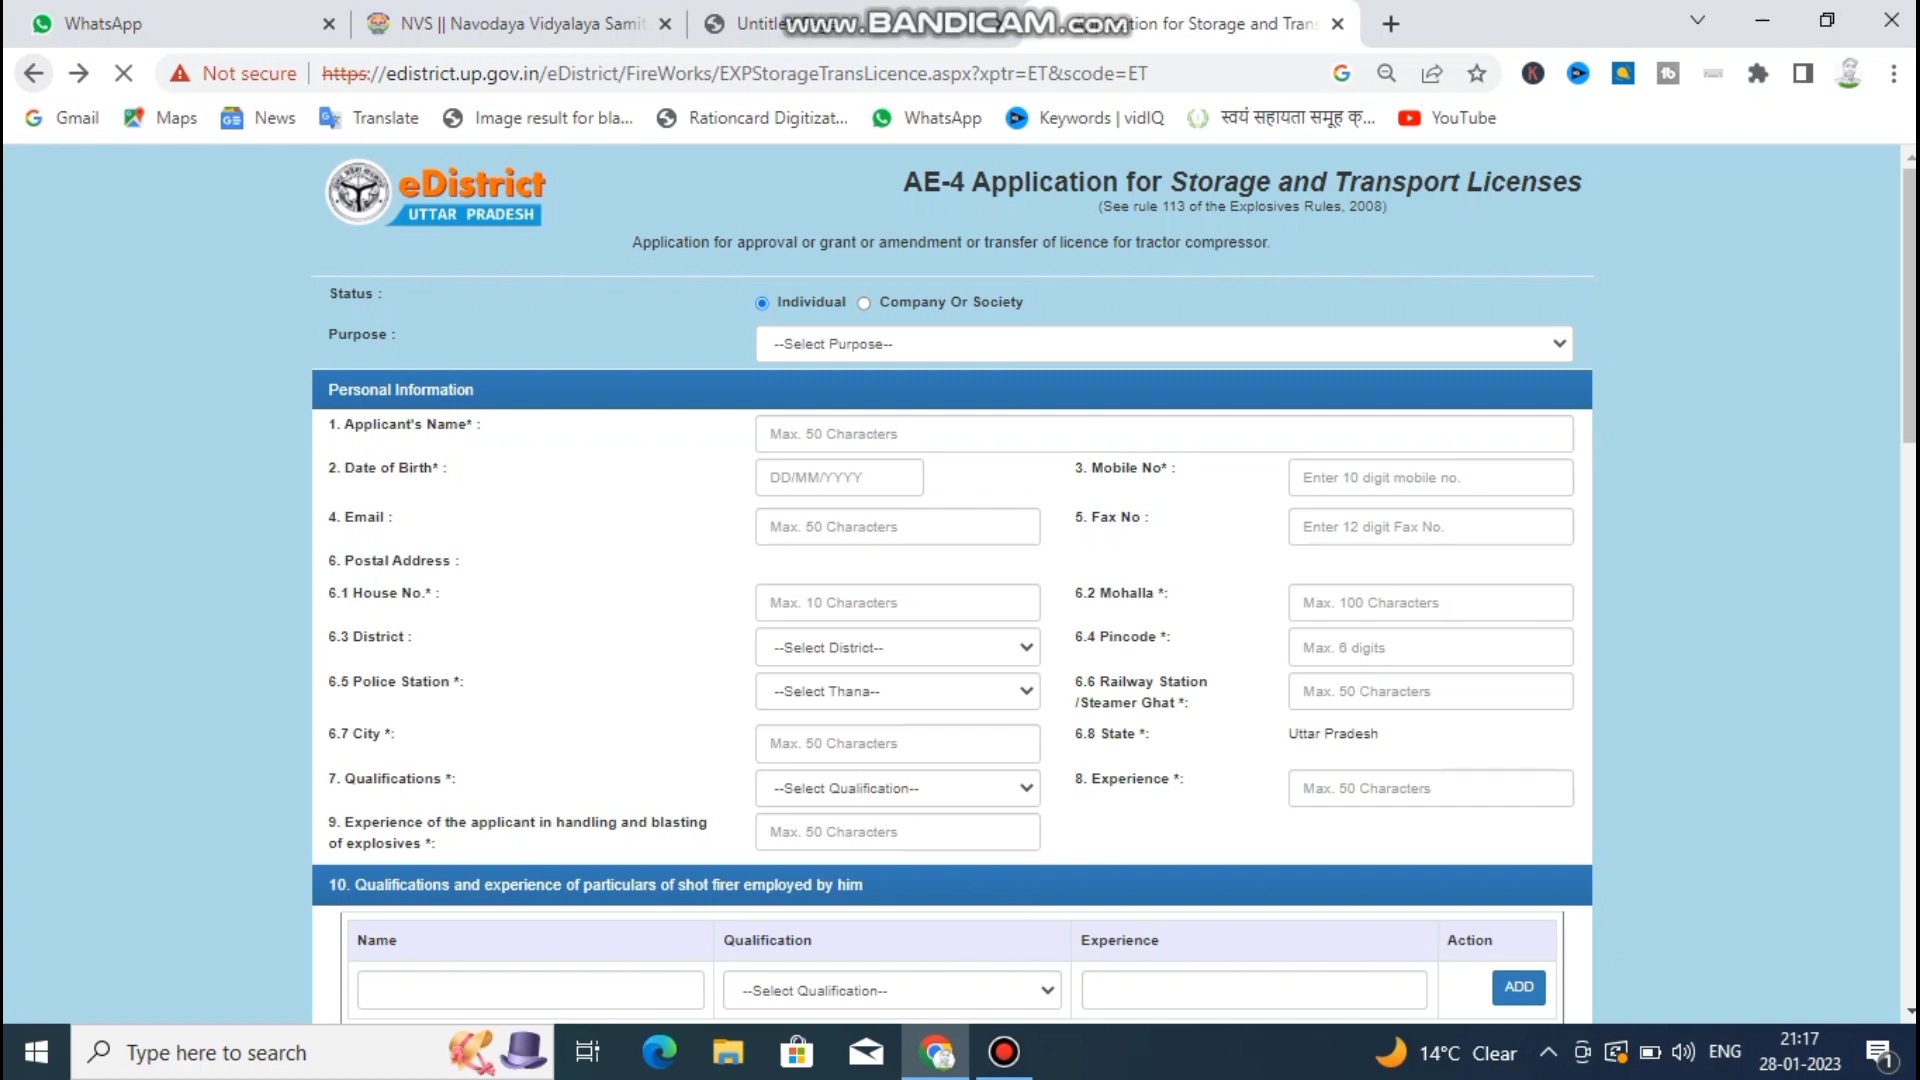 WhatsApp
NVS || Navodaya Vidyalaya Samit
Untitle
www.BANDICAM.com
tion for Storage and Tran
Not secure
https://edistrict.up.gov.in/eDistrict/FireWorks/EXPStorageTransLicence.aspx?xptr=ET&scode=ET
Gmail
Maps
News
Translate
Image result for bla...
Rationcard Digitizat...
WhatsApp
Keywords | vidIQ
स्वयं सहायता समूह क्...
YouTube
eDistrict
UTTAR PRADESH
AE-4 Application for Storage and Transport Licenses
(See rule 113 of the Explosives Rules, 2008)
Application for approval or grant or amendment or transfer of licence for tractor compressor.
Status :
Individual
Company Or Society
Purpose :
--Select Purpose--
Personal Information
1. Applicant's Name* :
Max. 50 Characters
2. Date of Birth* :
DD/MM/YYYY
3. Mobile No* :
Enter 10 digit mobile no.
4. Email :
Max. 50 Characters
5. Fax No :
Enter 12 digit Fax No.
6. Postal Address :
6.1 House No.* :
Max. 10 Characters
6.2 Mohalla *:
Max. 100 Characters
6.3 District :
--Select District--
6.4 Pincode *:
Max. 6 digits
6.5 Police Station *:
--Select Thana--
6.6 Railway Station
/Steamer Ghat *:
Max. 50 Characters
6.7 City *:
Max. 50 Characters
6.8 State *:
Uttar Pradesh
7. Qualifications *:
--Select Qualification--
8. Experience *:
Max. 50 Characters
9. Experience of the applicant in handling and blasting
of explosives *:
Max. 50 Characters
10. Qualifications and experience of particulars of shot firer employed by him
Name
Qualification
Experience
Action
--Select Qualification--
ADD
Type here to search
14°C Clear
ENG
21:17
28-01-2023
1